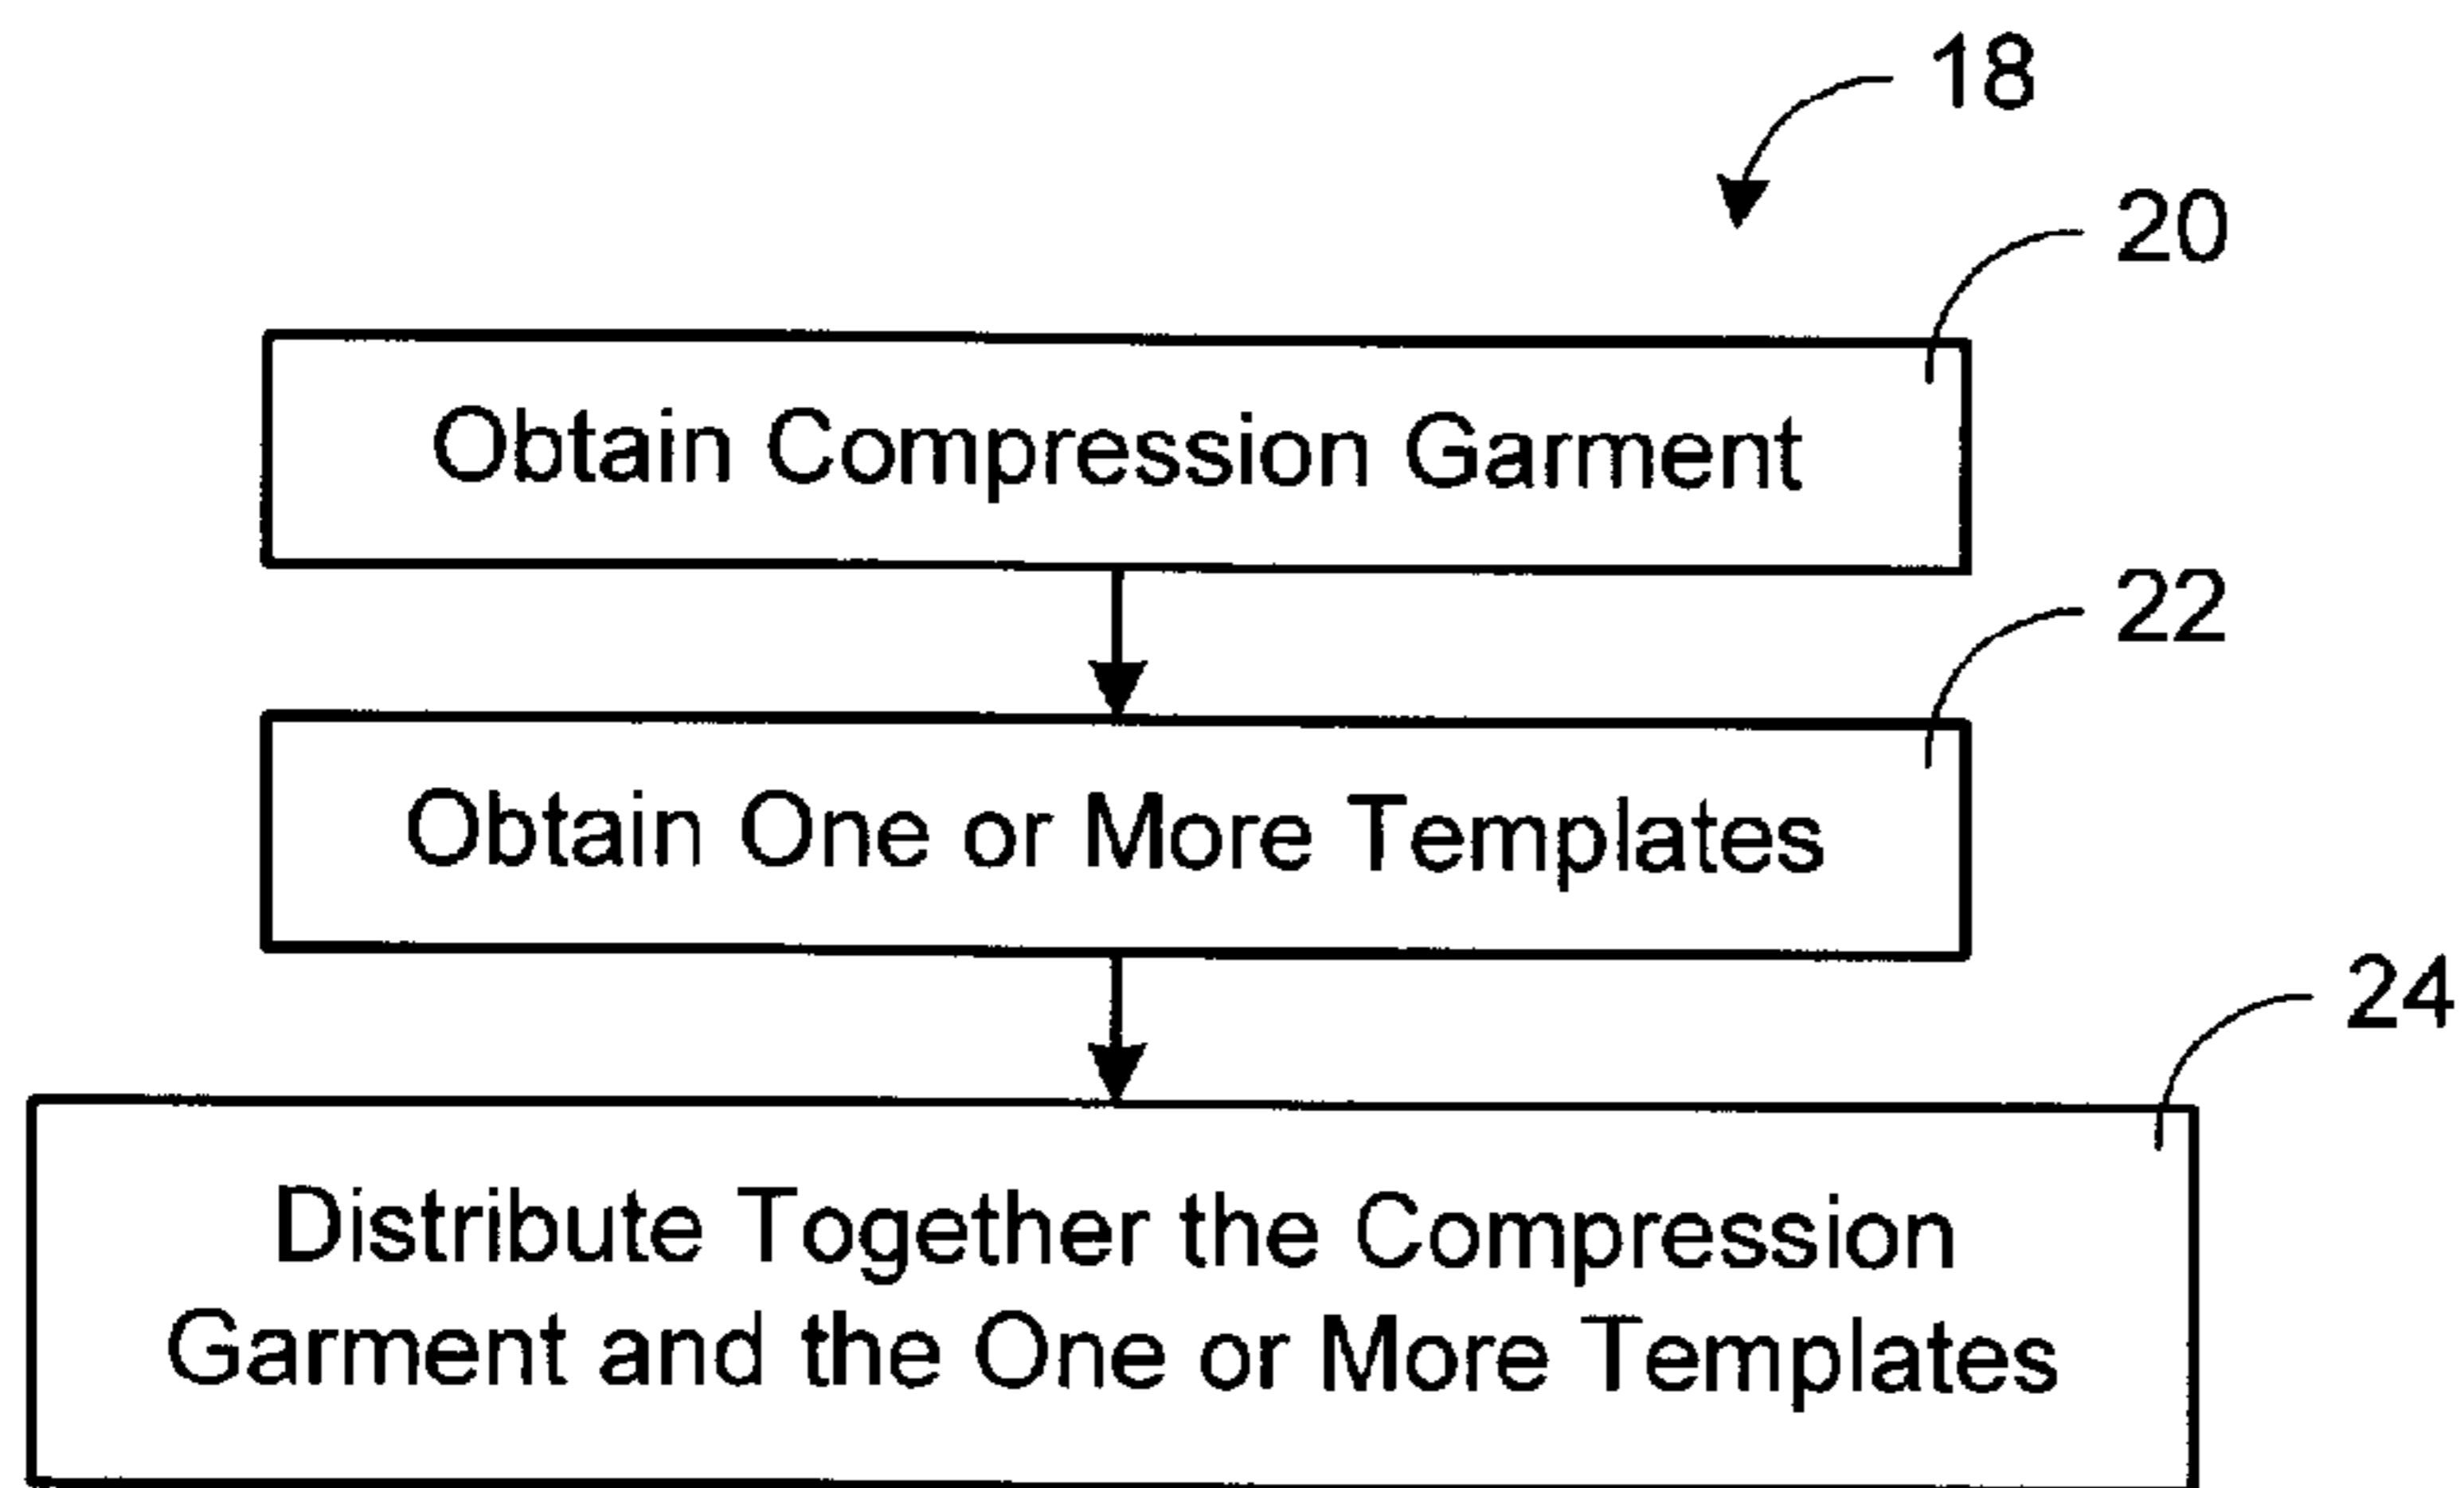 18
20
Obtain Compression Garment
22
Obtain One or More Templates
24
Distribute Together the Compression
Garment and the One or More Templates